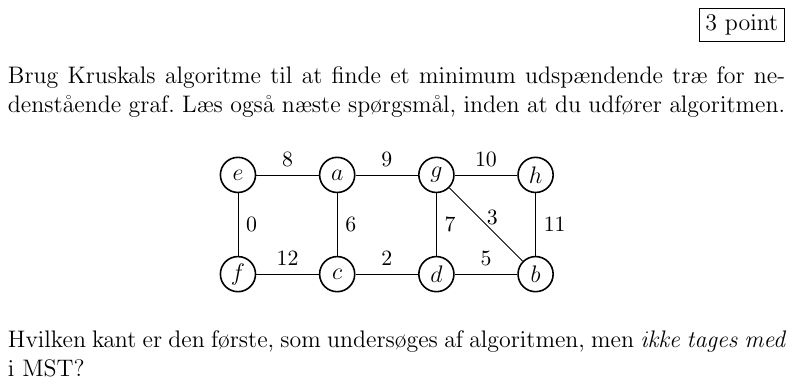 3 point
Brug Kruskals algoritme til at finde et minimum udspændende træ for ne-
denstående graf. Læs også næste spørgsmål, inden at du udfører algoritmen.
8 9 10
e a g h
0 6 7 3 11
12 2 5
f c d b
Hvilken kant er den første, som undersøges af algoritmen, men ikke tages med
i MST?